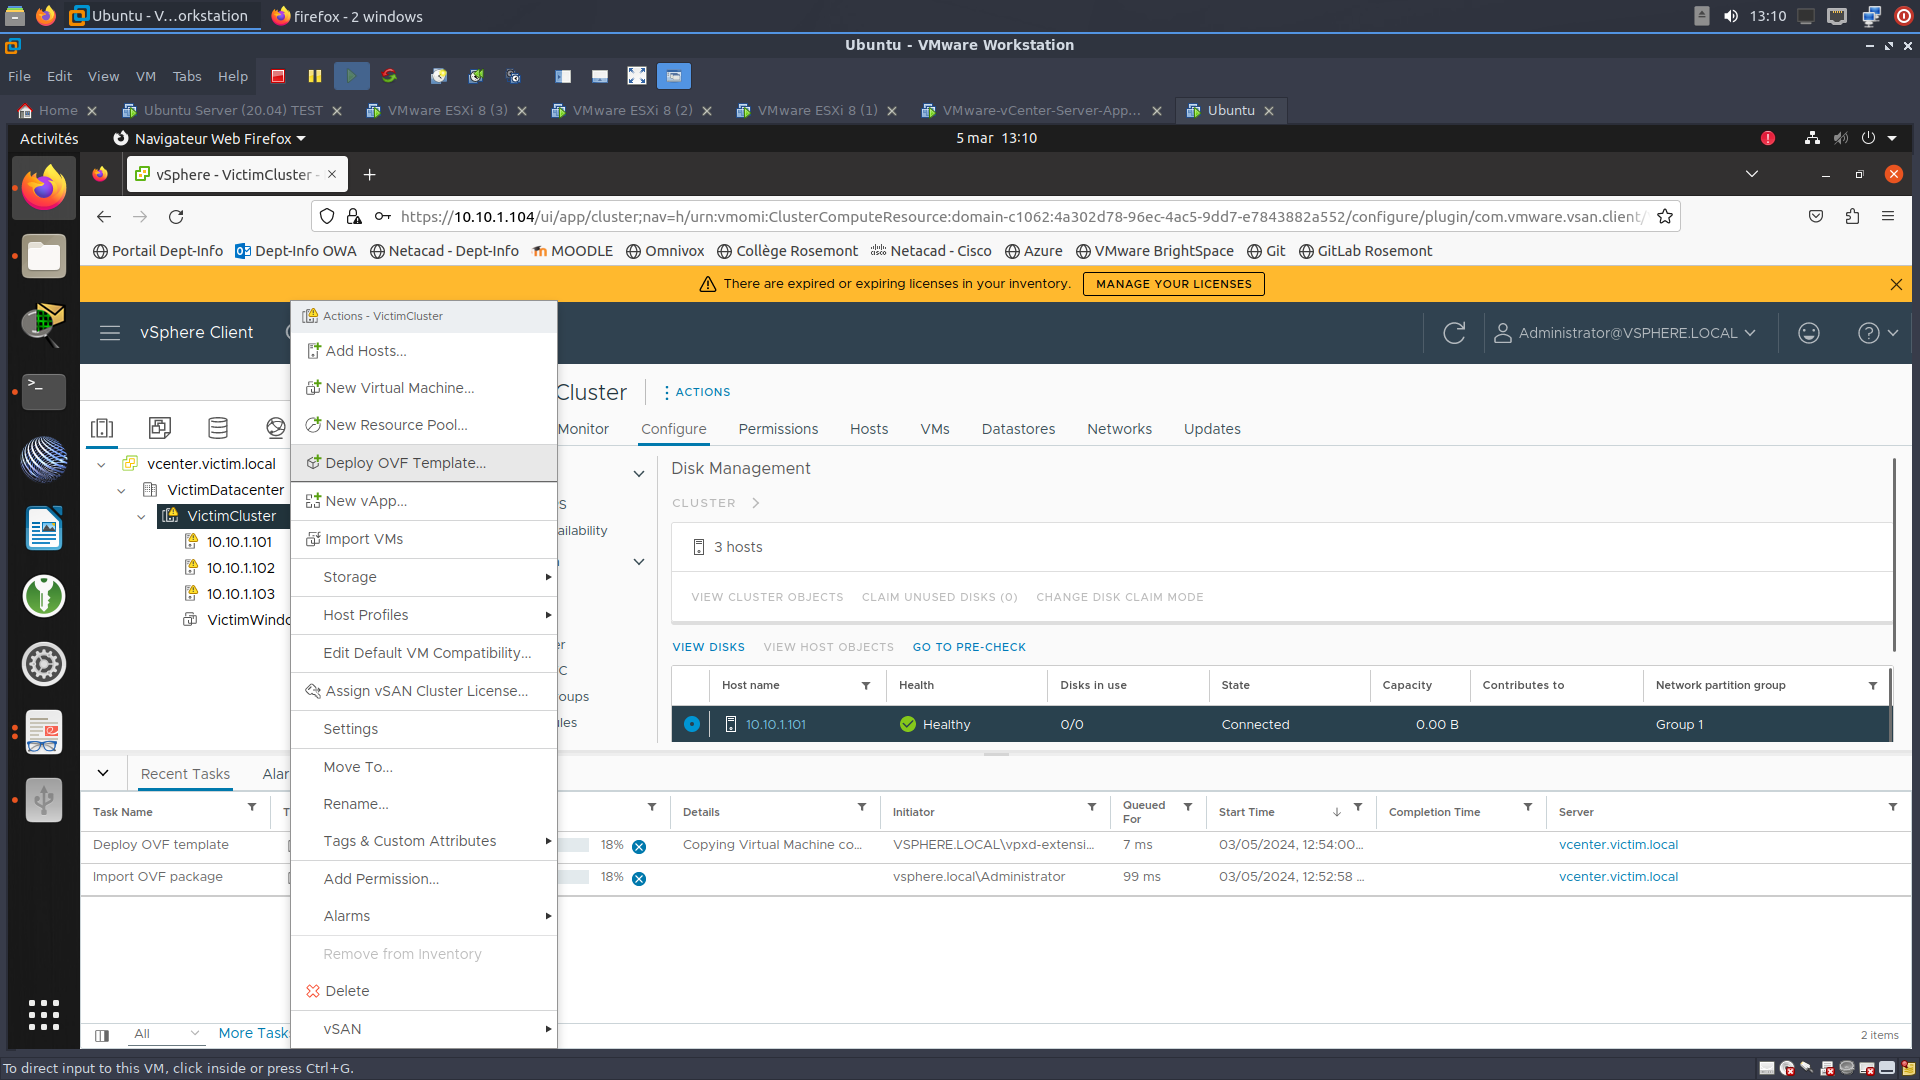 Ubuntu - V...orkstation
firefox - 2 windows
13:10
Ubuntu - VMware Workstation
File Edit View VM Tabs Help
Home
Ubuntu Server (20.04) TEST
VMware ESXi 8 (3)
VMware ESXi 8 (2)
VMware ESXi 8 (1)
VMware-vCenter-Server-App...
Ubuntu
Activités
Navigateur Web Firefox
5 mar 13:10
vSphere - VictimCluster -
https://10.10.1.104/ui/app/cluster;nav=h/urn:vmomi:ClusterComputeResource:domain-c1062:4a302d78-96ec-4ac5-9dd7-e7843882a552/configure/plugin/com.vmware.vsan.client/
Portail Dept-Info
Dept-Info OWA
Netacad - Dept-Info
MOODLE
Omnivox
Collège Rosemont
Netacad - Cisco
Azure
VMware BrightSpace
Git
GitLab Rosemont
There are expired or expiring licenses in your inventory.
MANAGE YOUR LICENSES
vSphere Client
Administrator@VSPHERE.LOCAL
vcenter.victim.local
VictimDatacenter
VictimCluster
10.10.1.101
10.10.1.102
10.10.1.103
VictimWindo
Actions - VictimCluster
Add Hosts...
New Virtual Machine...
New Resource Pool...
Deploy OVF Template...
New vApp...
Import VMs
Storage
Host Profiles
Edit Default VM Compatibility...
Assign vSAN Cluster License...
Settings
Move To...
Rename...
Tags & Custom Attributes
Add Permission...
Alarms
Remove from Inventory
Delete
vSAN
Cluster
ACTIONS
Monitor
Configure
Permissions
Hosts
VMs
Datastores
Networks
Updates
S
ailability
er
C
oups
ules
Disk Management
CLUSTER
3 hosts
VIEW CLUSTER OBJECTS
CLAIM UNUSED DISKS (0)
CHANGE DISK CLAIM MODE
VIEW DISKS
VIEW HOST OBJECTS
GO TO PRE-CHECK
Host name
Health
Disks in use
State
Capacity
Contributes to
Network partition group
10.10.1.101
Healthy
0/0
Connected
0.00 B
Group 1
Recent Tasks
Alar
Task Name
T
Details
Initiator
Queued For
Start Time
Completion Time
Server
Deploy OVF template
18%
Copying Virtual Machine co...
VSPHERE.LOCAL\vpxd-extensi...
7 ms
03/05/2024, 12:54:00...
vcenter.victim.local
Import OVF package
18%
vsphere.local\Administrator
99 ms
03/05/2024, 12:52:58 ...
vcenter.victim.local
All
More Task
2 items
To direct input to this VM, click inside or press Ctrl+G.